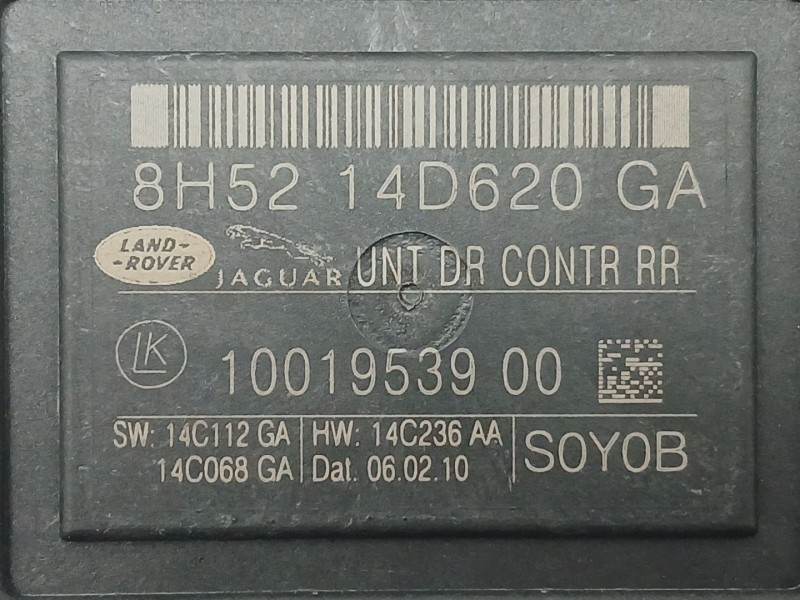 8H52 14D620 GA
LAND-
-ROVER
JAGUAR UNT DR CONTR RR
LK 10019539 00
SW: 14C112 GA HW: 14C236 AA
14C068 GA Dat. 06.02.10
SOYOB